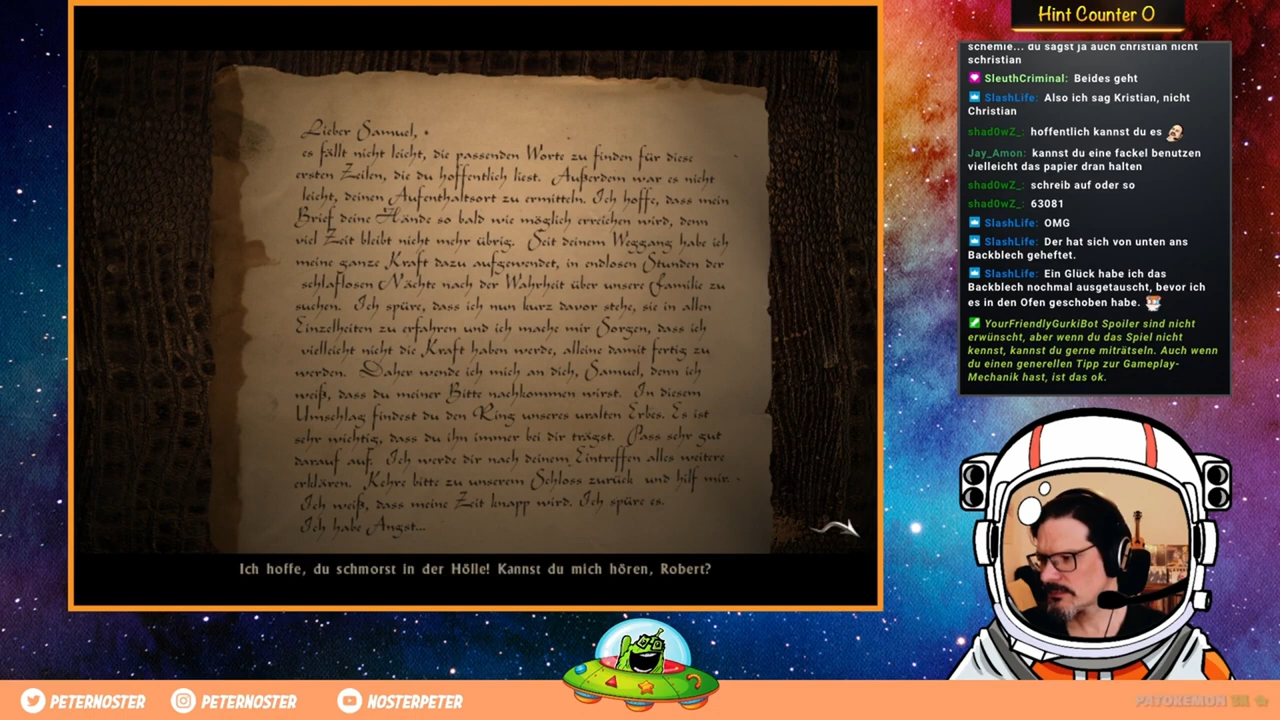 Hint Counter 0
schemie... du sagst ja auch christian nicht
schristian
SleuthCriminal: Beides geht
SlashLife: Also ich sag Kristian, nicht
Christian
shad0wZ_: hoffentlich kannst du es
Jay_Amon: kannst du eine fackel benutzen
vielleicht das papier dran halten
shad0wZ_: schreib auf oder so
shad0wZ_: 63081
SlashLife: OMG
SlashLife: Der hat sich von unten ans
Backblech geheftet.
SlashLife: Ein Glück habe ich das
Backblech nochmal ausgetauscht, bevor ich
es in den Ofen geschoben habe.
YourFriendlyGurkiBot Spoiler sind nicht
erwünscht, aber wenn du das Spiel nicht
kennst, kannst du gerne miträtseln. Auch wenn
du einen generellen Tipp zur Gameplay-
Mechanik hast, ist das ok.
Lieber Samuel,
es fällt nicht leicht, die passenden Worte zu finden für diese
ersten Zeilen, die du hoffentlich liest. Außerdem war es nicht
leicht, deinen Aufenthaltsort zu ermitteln. Ich hoffe, dass mein
Brief deine Hände so bald wie möglich erreichen wird, denn
viel Zeit bleibt nicht mehr übrig. Seit deinem Weggang habe ich
meine ganze Kraft dazu aufgewendet, in endlosen Stunden der
schlaflosen Nächte nach der Wahrheit über unsere Familie zu
suchen. Ich spüre, dass ich nun kurz davor stehe, sie in allen
Einzelheiten zu erfahren und ich mache mir Sorgen, dass ich
vielleicht nicht die Kraft haben werde, alleine damit fertig zu
werden. Daher wende ich mich an dich, Samuel, denn ich
weiß, dass du meiner Bitte nachkommen wirst. In diesem
Umschlag findest du den Ring unseres uralten Erbes. Es ist
sehr wichtig, dass du ihn immer bei dir trägst. Pass sehr gut
darauf auf. Ich werde dir nach deinem Eintreffen alles weitere
erklären. Kehre bitte zu unserem Schloss zurück und hilf mir.
Ich weiß, dass meine Zeit knapp wird. Ich spüre es.
Ich habe Angst...
Ich hoffe, du schmorst in der Hölle! Kannst du mich hören, Robert?
PETERNOSTER
PETERNOSTER
NOSTERPETER
PATOKEMON